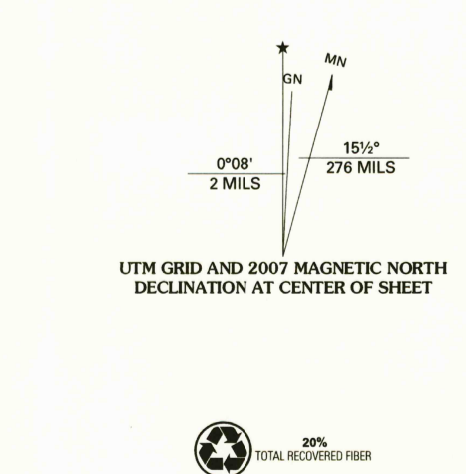 MN
GN
0°08'
2 MILS
15½°
276 MILS
UTM GRID AND 2007 MAGNETIC NORTH
DECLINATION AT CENTER OF SHEET
20%
TOTAL RECOVERED FIBER